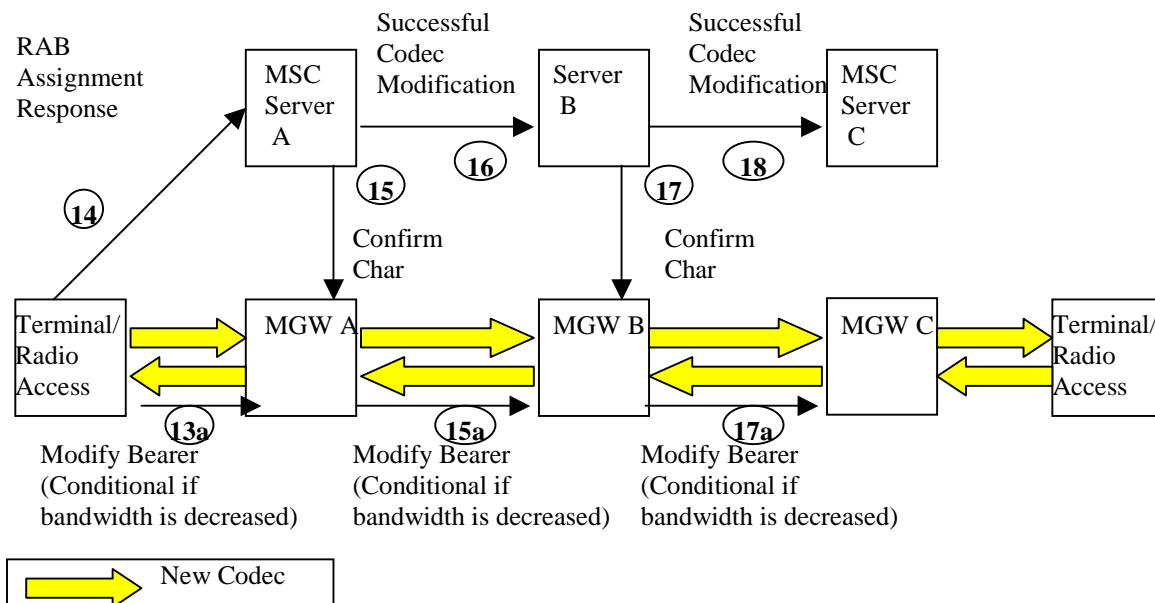 RAB
Assignment
Response
MSC
Server
A
Successful
Codec
Modification
Server
B
Successful
Codec
Modification
MSC
Server
C
14
15
16
17
18
Confirm
Char
Confirm
Char
Terminal/
Radio
Access
MGW A
MGW B
MGW C
Terminal/
Radio
Access
13a
15a
17a
Modify Bearer
(Conditional if
bandwidth is decreased)
Modify Bearer
(Conditional if
bandwidth is decreased)
Modify Bearer
(Conditional if
bandwidth is decreased)
New Codec